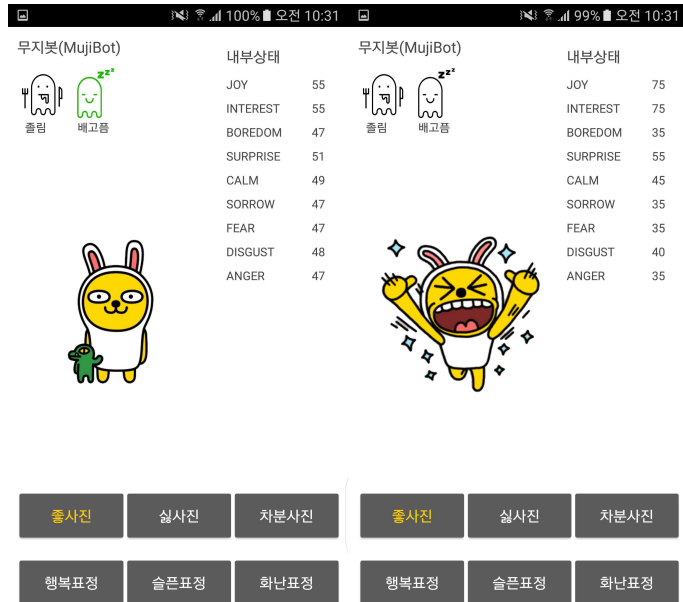 100% 오전 10:31
무지봇(MujiBot)
zzz
졸림
배고픔
내부상태
JOY 55
INTEREST 55
BOREDOM 47
SURPRISE 51
CALM 49
SORROW 47
FEAR 47
DISGUST 48
ANGER 47
좋사진 싫사진 차분사진
행복표정 슬픈표정 화난표정
99% 오전 10:31
무지봇(MujiBot)
zzz
졸림
배고픔
내부상태
JOY 75
INTEREST 75
BOREDOM 35
SURPRISE 55
CALM 45
SORROW 35
FEAR 35
DISGUST 40
ANGER 35
좋사진 싫사진 차분사진
행복표정 슬픈표정 화난표정